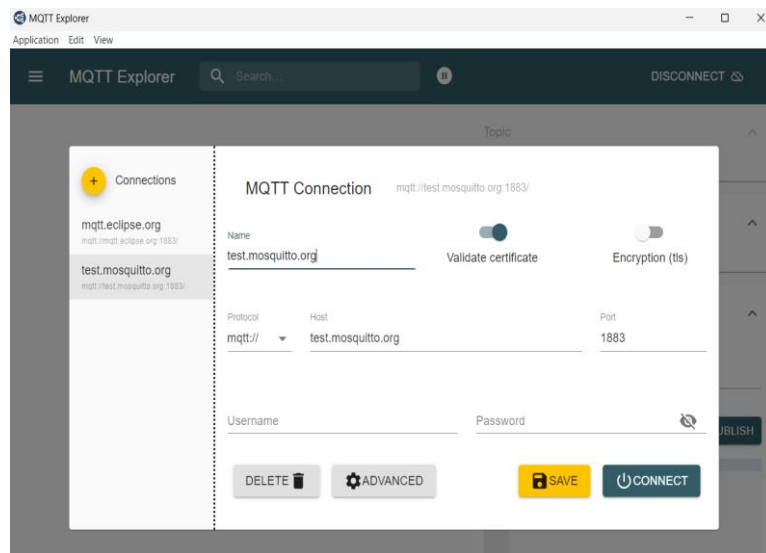 MQTT Explorer
Application Edit View
MQTT Explorer Search... DISCONNECT
Topic
+ Connections
MQTT Connection mqtt://test.mosquitto.org:1883/
mqtt.eclipse.org
mqtt://mqtt.eclipse.org:1883/
test.mosquitto.org
mqtt://test.mosquitto.org:1883/
Name
test.mosquitto.org
Validate certificate Encryption (tls)
Protocol Host Port
mqtt:// test.mosquitto.org 1883
Username Password
UBLISH
DELETE ADVANCED SAVE CONNECT